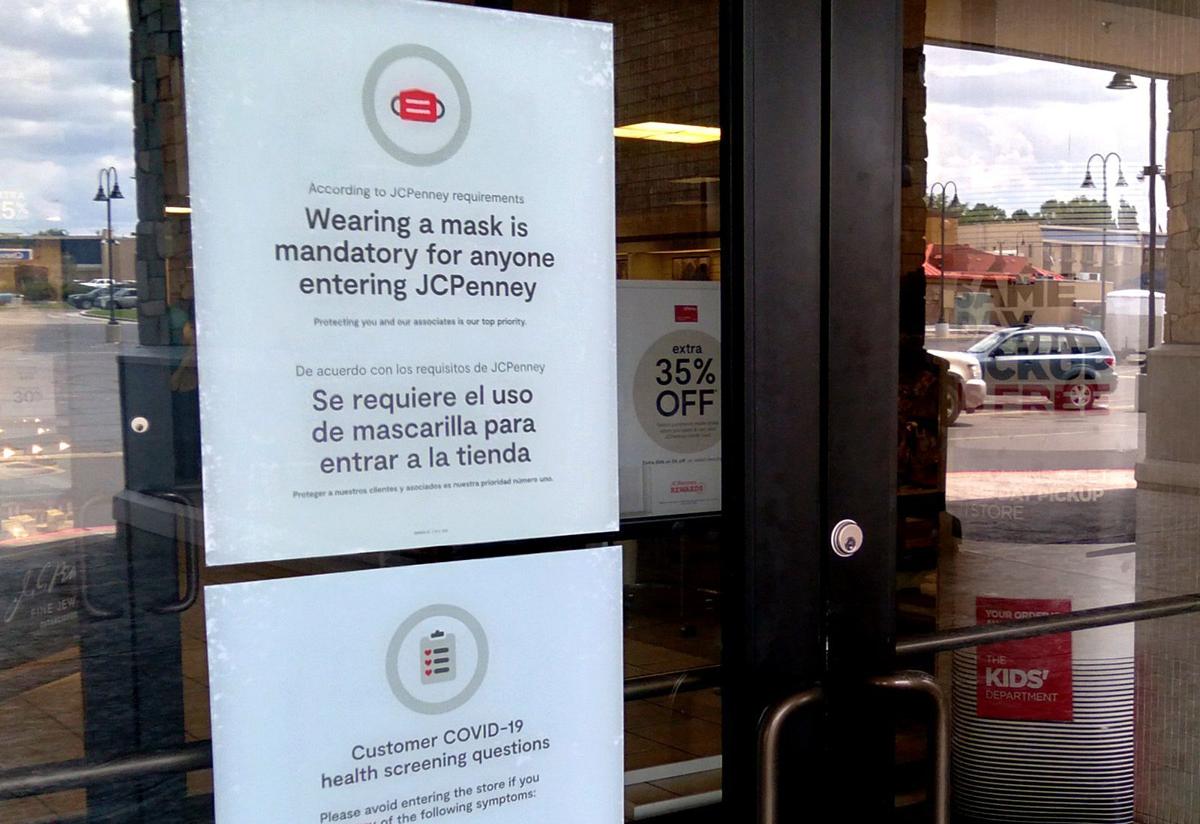 According to JCPenney requirements
Wearing a mask is
mandatory for anyone
entering JCPenney
Protecting you and our associates is our top priority.
De acuerdo con los requisitos de JCPenney
Se requiere el uso
de mascarilla para
entrar a la tienda
Proteger a nuestros clientes y asociados es nuestra prioridad número uno.
Customer COVID-19
health screening questions
Please avoid entering the store if you
of the following symptoms:
extra
35%
OFF
JCPenney
REWARDS
SAME
DAY
PICKUP
FREE
PICKUP
STORE
YOUR ORDER
THE
KIDS'
DEPARTMENT
FINE JEW
30%